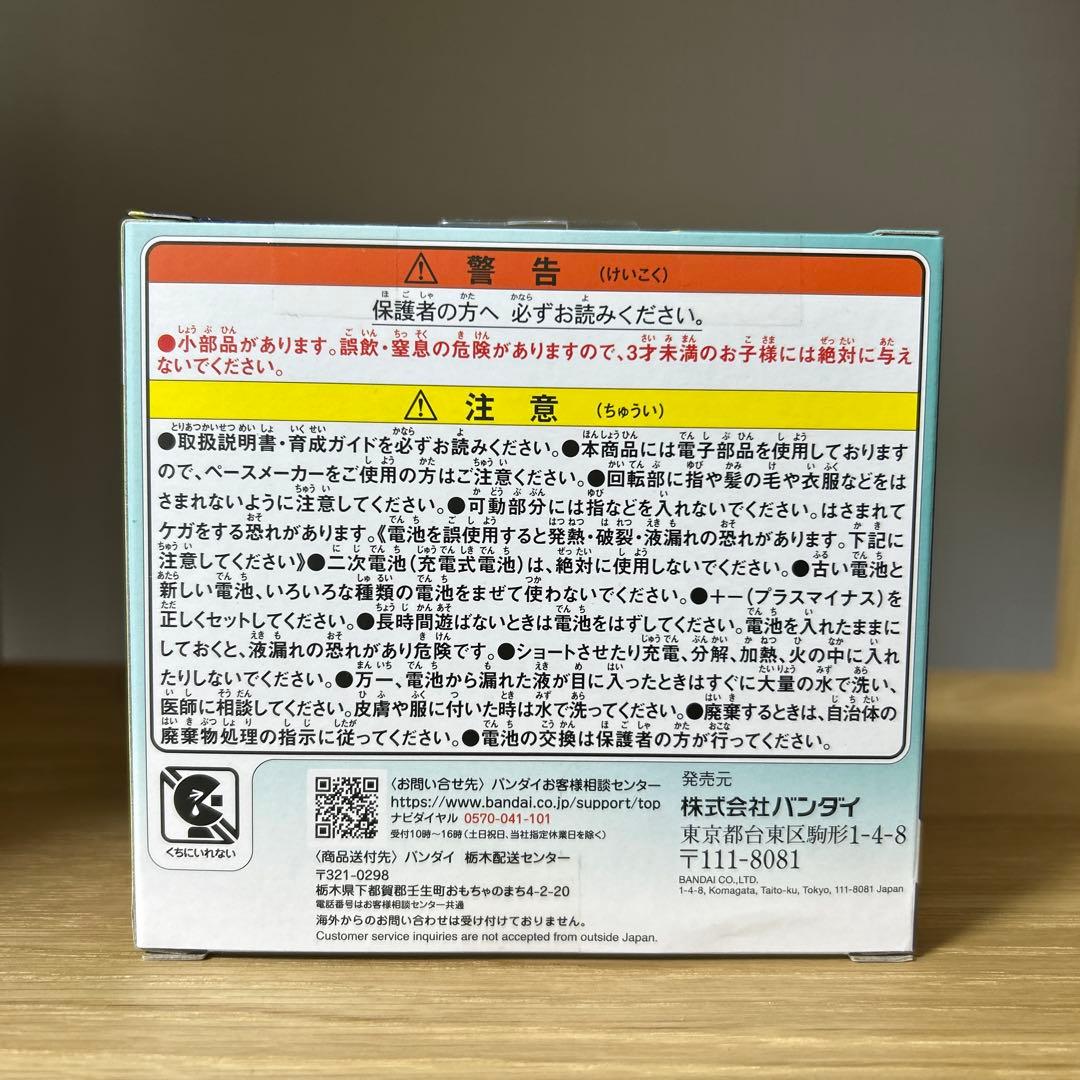 ⚠ 警告 (けいこく)
保護者の方へ 必ずお読みください。
●小部品があります。誤飲・窒息の危険がありますので、3才未満のお子様には絶対に与え
ないでください。
⚠ 注意 (ちゅうい)
●取扱説明書・育成ガイドを必ずお読みください。●本商品には電子部品を使用しております
ので、ペースメーカーをご使用の方はご注意ください。●回転部に指や髪の毛や衣服などをは
さまれないように注意してください。●可動部分には指などを入れないでください。はさまれて
ケガをする恐れがあります。《電池を誤使用すると発熱・破裂・液漏れの恐れがあります。下記に
注意してください》●二次電池(充電式電池)は、絶対に使用しないでください。●古い電池と
新しい電池、いろいろな種類の電池をまぜて使わないでください。●+−(プラスマイナス)を
正しくセットしてください。●長時間遊ばないときは電池をはずしてください。電池を入れたままに
しておくと、液漏れの恐れがあり危険です。●ショートさせたり充電、分解、加熱、火の中に入れ
たりしないでください。●万一、電池から漏れた液が目に入ったときはすぐに大量の水で洗い、
医師に相談してください。皮膚や服に付いた時は水で洗ってください。●廃棄するときは、自治体の
廃棄物処理の指示に従ってください。●電池の交換は保護者の方が行ってください。
くちにいれない
〈お問い合せ先〉バンダイお客様相談センター
https://www.bandai.co.jp/support/top
ナビダイヤル 0570-041-101
受付10時〜16時(土日祝日、当社指定休業日を除く)
〈商品送付先〉バンダイ 栃木配送センター
〒321-0298
栃木県下都賀郡壬生町おもちゃのまち4-2-20
電話番号はお客様相談センター共通
海外からのお問い合わせは受け付けておりません。
Customer service inquiries are not accepted from outside Japan.
発売元
株式会社バンダイ
東京都台東区駒形1-4-8
〒111-8081
BANDAI CO.,LTD.
1-4-8, Komagata, Taito-ku, Tokyo, 111-8081 Japan